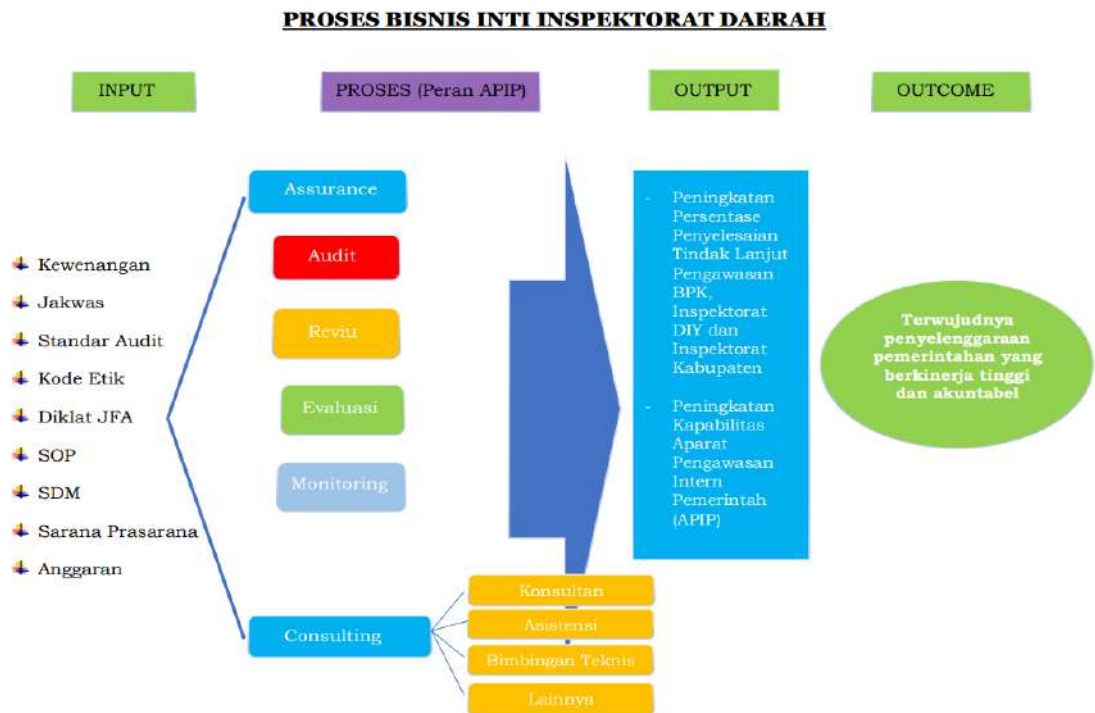 PROSES BISNIS INTI INSPEKTORAT DAERAH
INPUT
PROSES (Peran APIP)
OUTPUT
OUTCOME
Kewenangan
Jakwas
Standar Audit
Kode Etik
Diklat JFA
SOP
SDM
Sarana Prasarana
Anggaran
Assurance
Audit
Reviu
Evaluasi
Monitoring
Consulting
Konsultan
Asistensi
Bimbingan Teknis
Lainnya
- Peningkatan
Persentase
Penyelesaian
Tindak Lanjut
Pengawasan
BPK,
Inspektorat
DIY dan
Inspektorat
Kabupaten
- Peningkatan
Kapabilitas
Aparat
Pengawasan
Intern
Pemerintah
(APIP)
Terwujudnya
penyelenggaraan
pemerintahan yang
berkinerja tinggi
dan akuntabel